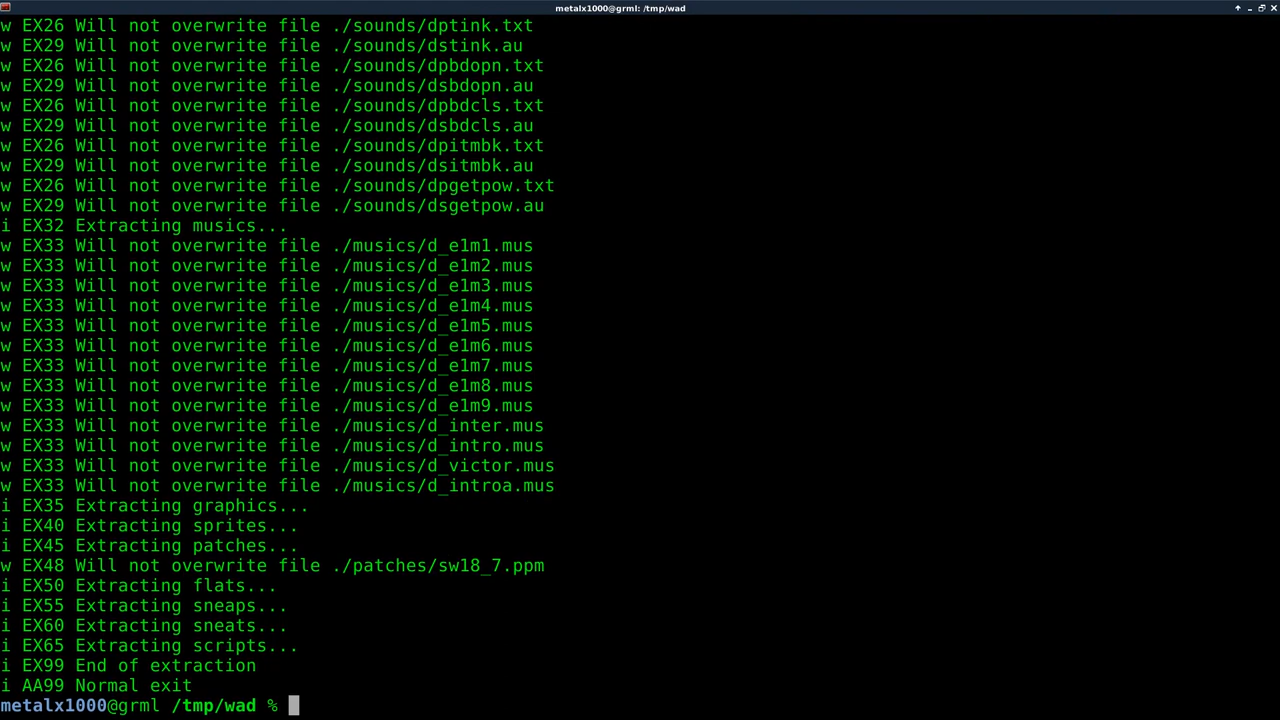 metalx1000@grml: /tmp/wad
w EX26 Will not overwrite file ./sounds/dptink.txt
w EX29 Will not overwrite file ./sounds/dstink.au
w EX26 Will not overwrite file ./sounds/dpbdopn.txt
w EX29 Will not overwrite file ./sounds/dsbdopn.au
w EX26 Will not overwrite file ./sounds/dpbdcls.txt
w EX29 Will not overwrite file ./sounds/dsbdcls.au
w EX26 Will not overwrite file ./sounds/dpitmbk.txt
w EX29 Will not overwrite file ./sounds/dsitmbk.au
w EX26 Will not overwrite file ./sounds/dpgetpow.txt
w EX29 Will not overwrite file ./sounds/dsgetpow.au
i EX32 Extracting musics...
w EX33 Will not overwrite file ./musics/d_e1m1.mus
w EX33 Will not overwrite file ./musics/d_e1m2.mus
w EX33 Will not overwrite file ./musics/d_e1m3.mus
w EX33 Will not overwrite file ./musics/d_e1m4.mus
w EX33 Will not overwrite file ./musics/d_e1m5.mus
w EX33 Will not overwrite file ./musics/d_e1m6.mus
w EX33 Will not overwrite file ./musics/d_e1m7.mus
w EX33 Will not overwrite file ./musics/d_e1m8.mus
w EX33 Will not overwrite file ./musics/d_e1m9.mus
w EX33 Will not overwrite file ./musics/d_inter.mus
w EX33 Will not overwrite file ./musics/d_intro.mus
w EX33 Will not overwrite file ./musics/d_victor.mus
w EX33 Will not overwrite file ./musics/d_introa.mus
i EX35 Extracting graphics...
i EX40 Extracting sprites...
i EX45 Extracting patches...
w EX48 Will not overwrite file ./patches/sw18_7.ppm
i EX50 Extracting flats...
i EX55 Extracting sneaps...
i EX60 Extracting sneats...
i EX65 Extracting scripts...
i EX99 End of extraction
i AA99 Normal exit
metalx1000@grml /tmp/wad %